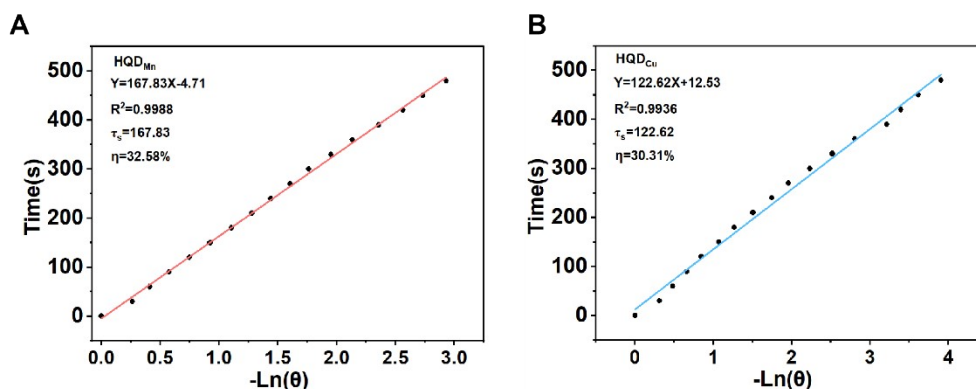 A
HQDMn
Y=167.83X-4.71
R²=0.9988
τs=167.83
η=32.58%
Time(s)
500
400
300
200
100
0
0.0 0.5 1.0 1.5 2.0 2.5 3.0
-Ln(θ)
B
HQDCu
Y=122.62X+12.53
R²=0.9936
τs=122.62
η=30.31%
Time(s)
500
400
300
200
100
0
0 1 2 3 4
-Ln(θ)